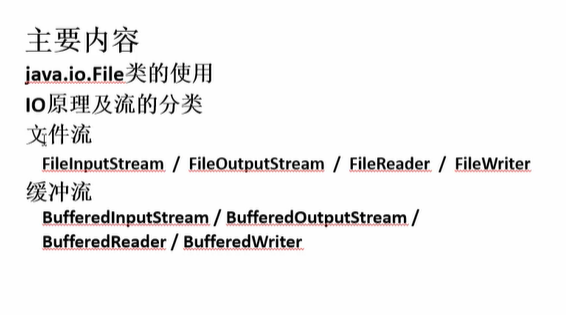 主要内容
java.io.File类的使用
IO原理及流的分类
文件流
FileInputStream / FileOutputStream / FileReader / FileWriter
缓冲流
BufferedInputStream / BufferedOutputStream /
BufferedReader / BufferedWriter